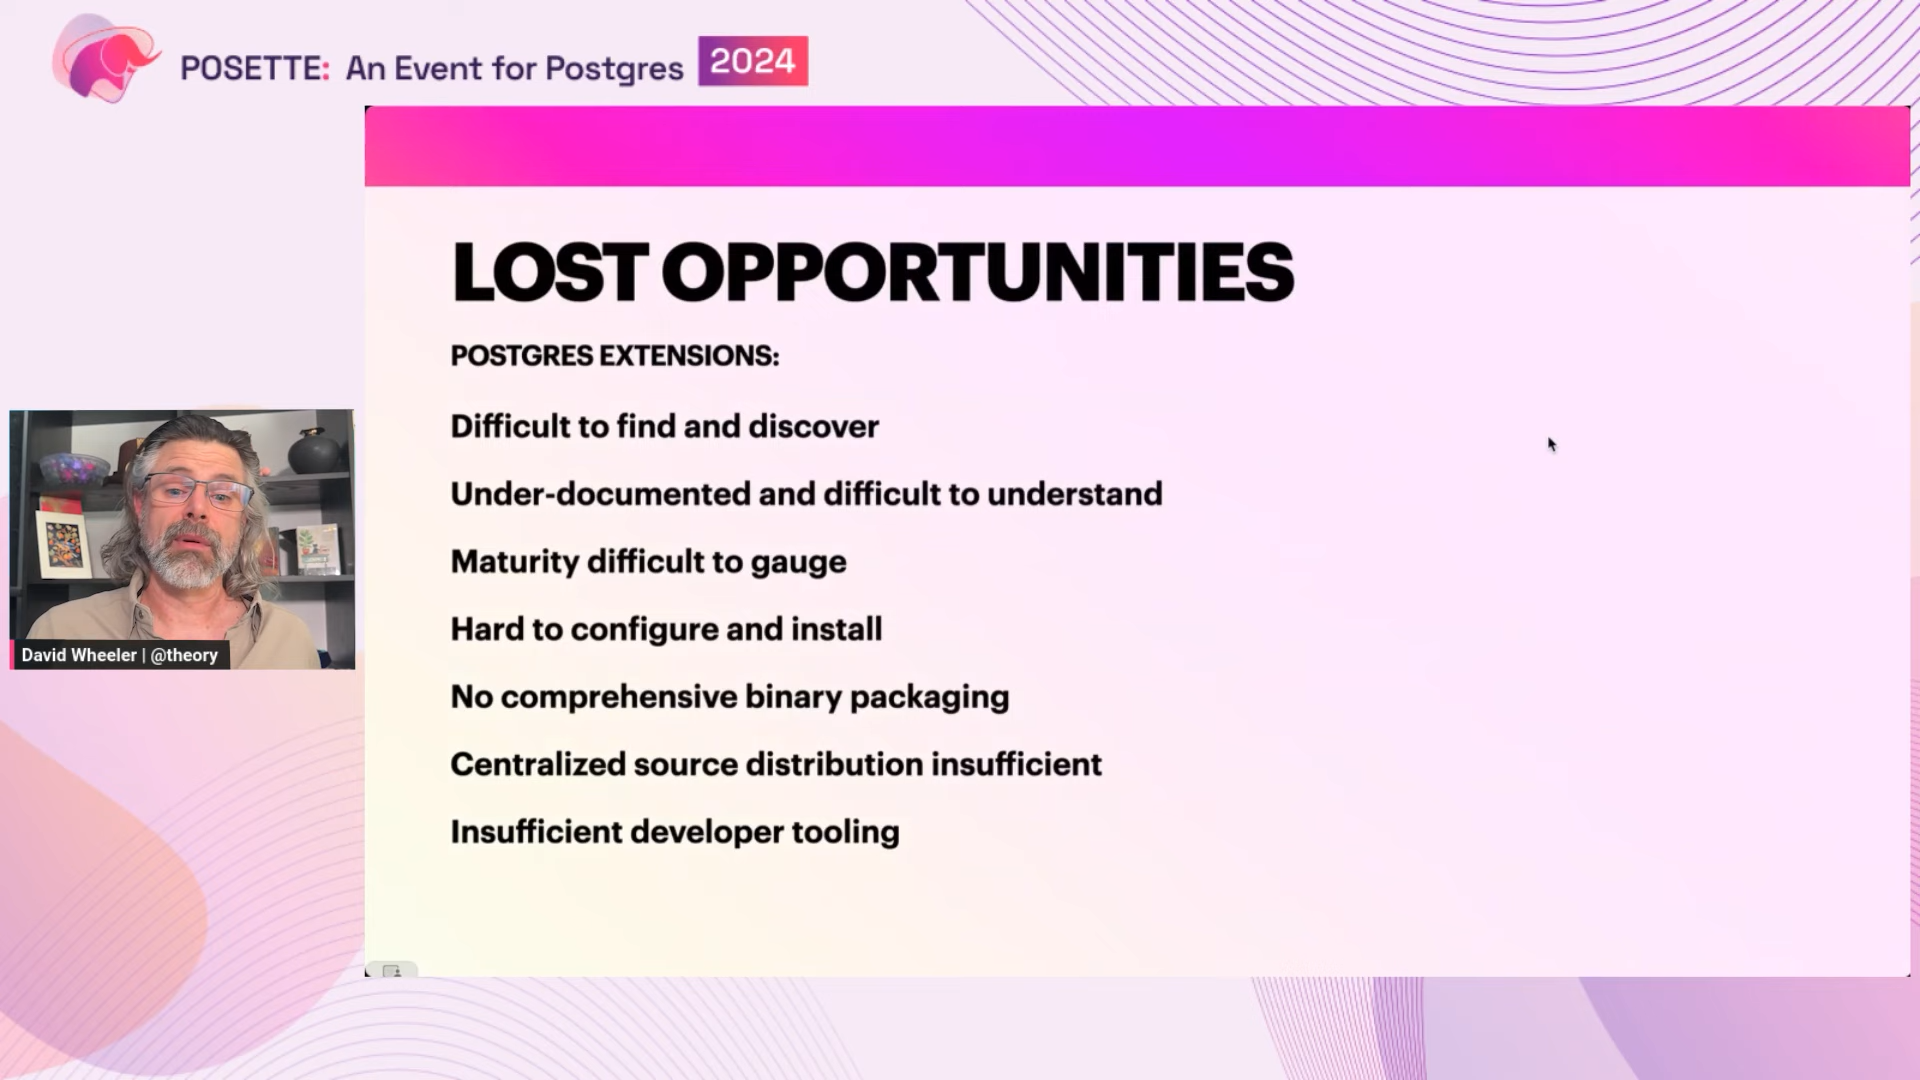 POSETTE: An Event for Postgres 2024
LOST OPPORTUNITIES
POSTGRES EXTENSIONS:
Difficult to find and discover
Under-documented and difficult to understand
Maturity difficult to gauge
Hard to configure and install
No comprehensive binary packaging
Centralized source distribution insufficient
Insufficient developer tooling
David Wheeler | @theory